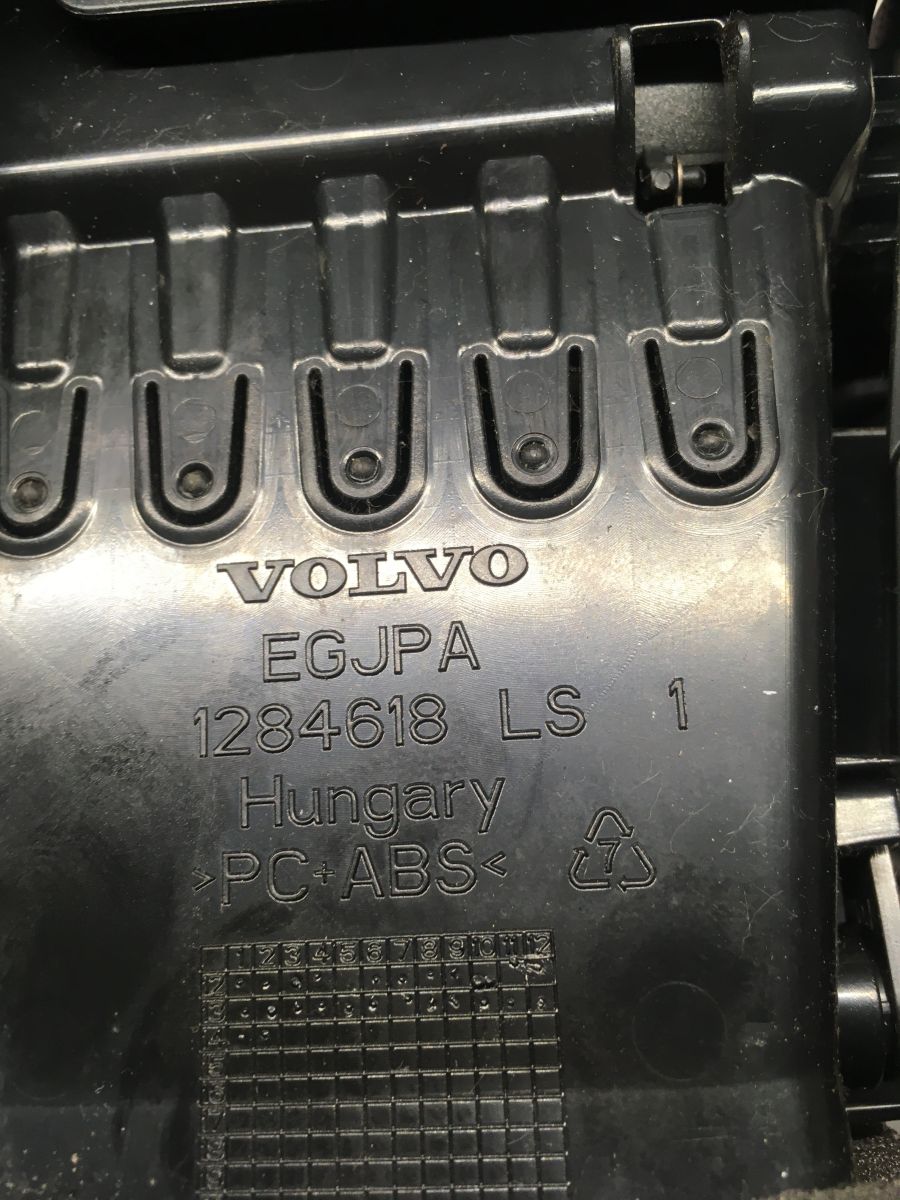 VOLVO
EGJPA
1284618 LS 1
Hungary
>PC+ABS<
7
1 2 3 4 5 6 7 8 9 10 11 12